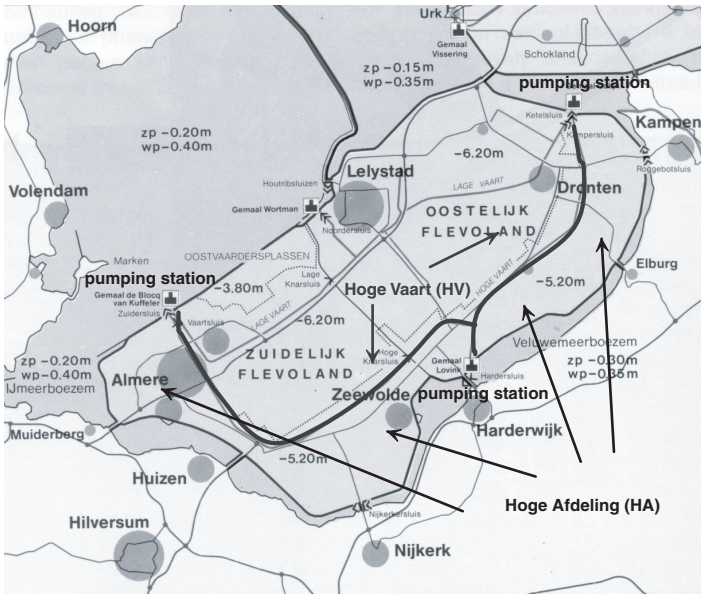 Hoorn
Urk
Gemaal
Vissering
Schokland
zp -0.15m
wp-0.35m
pumping station
Ketelsluis
Kampersluis
Kampen
zp -0.20m
wp-0.40m
-6.20m
Roggebotsluis
Houtribsluizen
Lelystad
LAGE VAART
Dronten
Volendam
Gemaal Wortman
Noordersluis
OOSTELIJK
FLEVOLAND
Marken
OOSTVAARDERSPLASSEN
Elburg
pumping station
Lage
Knarsluis
HOGE VAART
-5.20m
Gemaal de Blocq
van Kuffeler
Zuidersluis
-3.80m
Hoge Vaart (HV)
Vaartsluis
LAGE VAART
-6.20m
ZUIDELIJK
FLEVOLAND
Hoge
Knarsluis
Gemaal
Lovink
Hardersluis
Veluwemeerboezem
zp -0.30m
wp-0.35m
zp -0.20m
wp-0.40m
IJmeerboezem
Almere
Zeewolde
pumping station
Muiderberg
Harderwijk
-5.20m
Huizen
Hoge Afdeling (HA)
Nijkerkersluis
Hilversum
Nijkerk